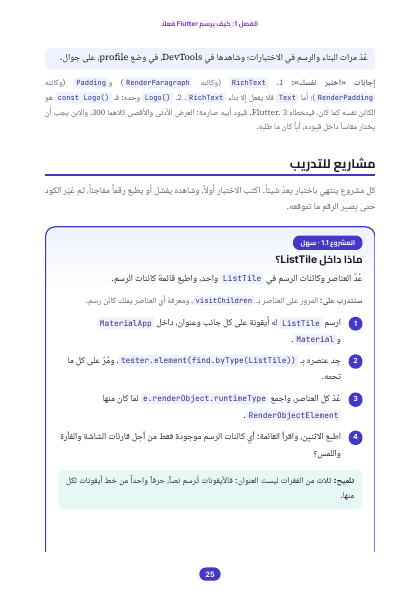 الفصل 1: كيف يرسم Flutter فعلاً
عُدّ مرات البناء والرسم في الاختبارات؛ وشاهدها في DevTools، في وضع profile، على جوال.
إجابات «اختبر نفسك»: 1. RichText (وكائنه RenderParagraph) و Padding (وكائنه
RenderPadding)؛ أما Text فلا يفعل إلا بناء RichText. 2. Logo() وحده: فـ const Logo() هو
الكائن نفسه كما كان، فيتخطاه Flutter. 3. قيود أبيه صارمة: العرض الأدنى والأقصى كلاهما 300، والابن يجب أن
يختار مقاساً داخل قيوده، أياً كان ما طلبه.
مشاريع للتدريب
كل مشروع ينتهي باختبار يعدّ شيئاً. اكتب الاختبار أولاً، وشاهده يفشل أو يطبع رقماً مفاجئاً، ثم غيّر الكود
حتى يصير الرقم ما تتوقعه.
المشروع 1.1 · سهل
ماذا داخل ListTile؟
عُدّ العناصر وكائنات الرسم في ListTile واحد، واطبع قائمة كائنات الرسم.
ستتدرب على: المرور على العناصر بـ visitChildren، ومعرفة أي العناصر يملك كائن رسم.
1 ارسم ListTile له أيقونة على كل جانب وعنوان، داخل MaterialApp
و Material.
2 جِد عنصره بـ tester.element(find.byType(ListTile))، ومُرّ على كل ما
تحته.
3 عُدّ كل العناصر، واجمع e.renderObject.runtimeType لما كان منها
RenderObjectElement.
4 اطبع الاثنين، واقرأ القائمة: أي كائنات الرسم موجودة فقط من أجل قارئات الشاشة والفأرة
واللمس؟
تلميح: ثلاث من الفقرات ليست العنوان: فالأيقونات تُرسم نصاً، حرفاً واحداً من خط أيقونات لكل
منها.
25